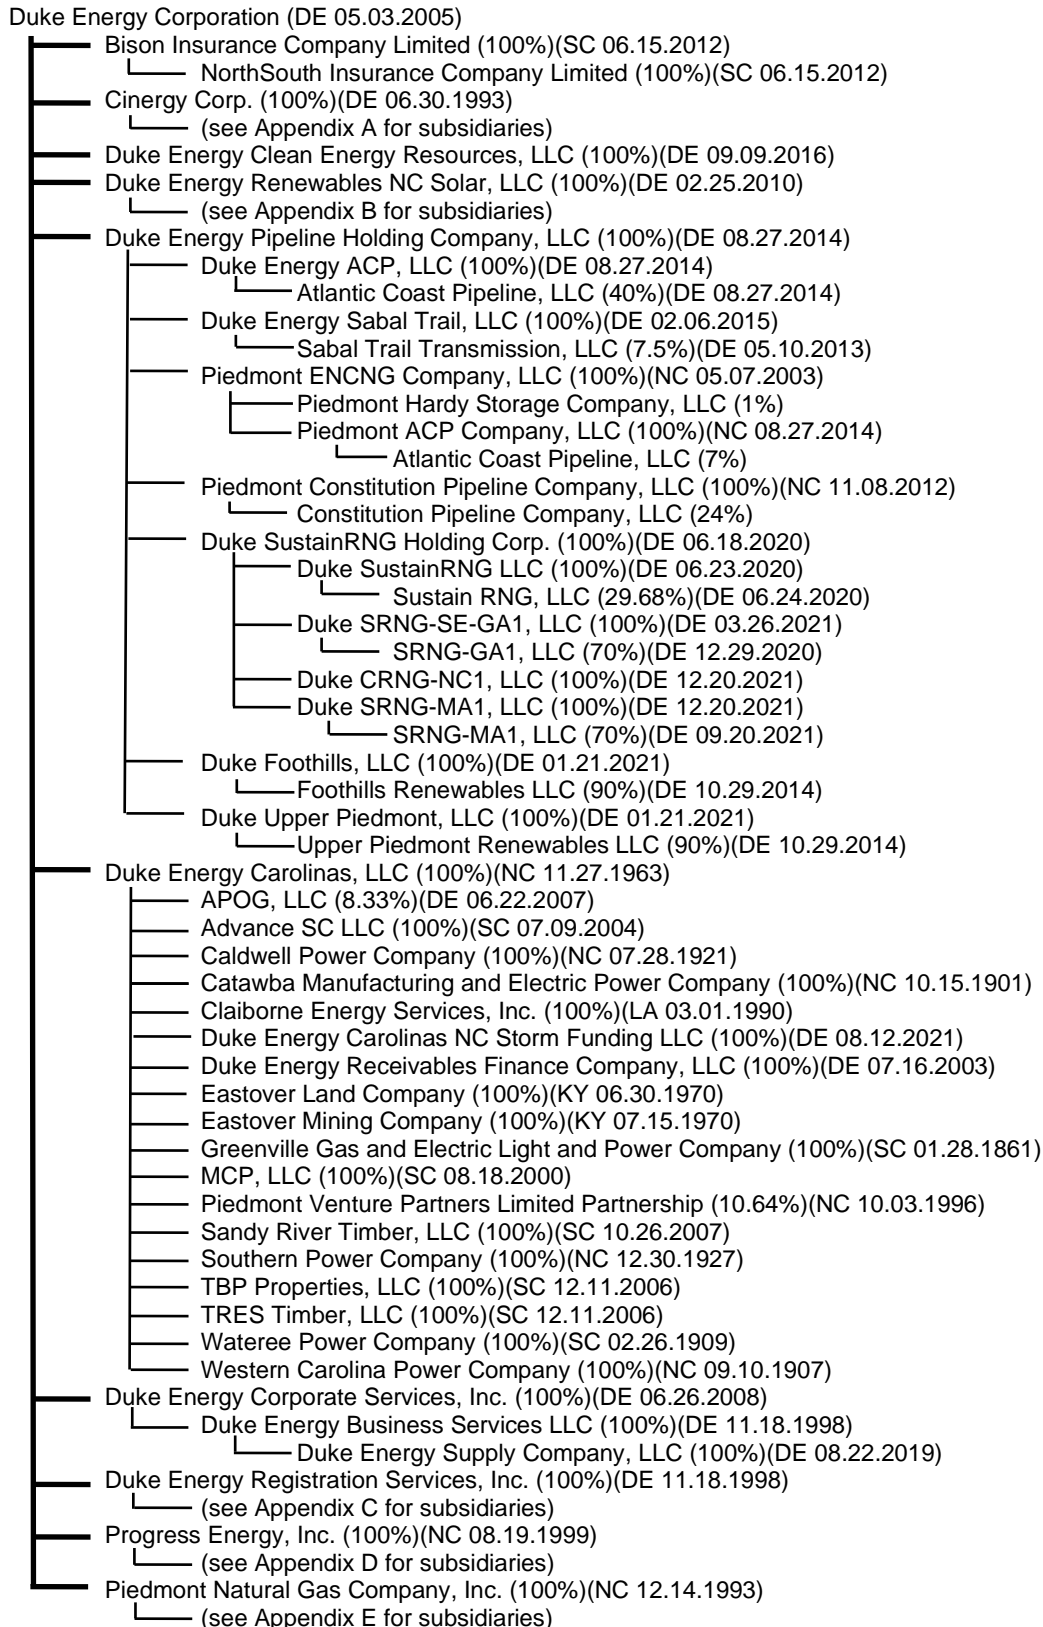 Duke Energy Corporation (DE 05.03.2005)
Bison Insurance Company Limited (100%)(SC 06.15.2012)
NorthSouth Insurance Company Limited (100%)(SC 06.15.2012)
Cinergy Corp. (100%)(DE 06.30.1993)
(see Appendix A for subsidiaries)
Duke Energy Clean Energy Resources, LLC (100%)(DE 09.09.2016)
Duke Energy Renewables NC Solar, LLC (100%)(DE 02.25.2010)
(see Appendix B for subsidiaries)
Duke Energy Pipeline Holding Company, LLC (100%)(DE 08.27.2014)
Duke Energy ACP, LLC (100%)(DE 08.27.2014)
Atlantic Coast Pipeline, LLC (40%)(DE 08.27.2014)
Duke Energy Sabal Trail, LLC (100%)(DE 02.06.2015)
Sabal Trail Transmission, LLC (7.5%)(DE 05.10.2013)
Piedmont ENCNG Company, LLC (100%)(NC 05.07.2003)
Piedmont Hardy Storage Company, LLC (1%)
Piedmont ACP Company, LLC (100%)(NC 08.27.2014)
Atlantic Coast Pipeline, LLC (7%)
Piedmont Constitution Pipeline Company, LLC (100%)(NC 11.08.2012)
Constitution Pipeline Company, LLC (24%)
Duke SustainRNG Holding Corp. (100%)(DE 06.18.2020)
Duke SustainRNG LLC (100%)(DE 06.23.2020)
Sustain RNG, LLC (29.68%)(DE 06.24.2020)
Duke SRNG-SE-GA1, LLC (100%)(DE 03.26.2021)
SRNG-GA1, LLC (70%)(DE 12.29.2020)
Duke CRNG-NC1, LLC (100%)(DE 12.20.2021)
Duke SRNG-MA1, LLC (100%)(DE 12.20.2021)
SRNG-MA1, LLC (70%)(DE 09.20.2021)
Duke Foothills, LLC (100%)(DE 01.21.2021)
Foothills Renewables LLC (90%)(DE 10.29.2014)
Duke Upper Piedmont, LLC (100%)(DE 01.21.2021)
Upper Piedmont Renewables LLC (90%)(DE 10.29.2014)
Duke Energy Carolinas, LLC (100%)(NC 11.27.1963)
APOG, LLC (8.33%)(DE 06.22.2007)
Advance SC LLC (100%)(SC 07.09.2004)
Caldwell Power Company (100%)(NC 07.28.1921)
Catawba Manufacturing and Electric Power Company (100%)(NC 10.15.1901)
Claiborne Energy Services, Inc. (100%)(LA 03.01.1990)
Duke Energy Carolinas NC Storm Funding LLC (100%)(DE 08.12.2021)
Duke Energy Receivables Finance Company, LLC (100%)(DE 07.16.2003)
Eastover Land Company (100%)(KY 06.30.1970)
Eastover Mining Company (100%)(KY 07.15.1970)
Greenville Gas and Electric Light and Power Company (100%)(SC 01.28.1861)
MCP, LLC (100%)(SC 08.18.2000)
Piedmont Venture Partners Limited Partnership (10.64%)(NC 10.03.1996)
Sandy River Timber, LLC (100%)(SC 10.26.2007)
Southern Power Company (100%)(NC 12.30.1927)
TBP Properties, LLC (100%)(SC 12.11.2006)
TRES Timber, LLC (100%)(SC 12.11.2006)
Wateree Power Company (100%)(SC 02.26.1909)
Western Carolina Power Company (100%)(NC 09.10.1907)
Duke Energy Corporate Services, Inc. (100%)(DE 06.26.2008)
Duke Energy Business Services LLC (100%)(DE 11.18.1998)
Duke Energy Supply Company, LLC (100%)(DE 08.22.2019)
Duke Energy Registration Services, Inc. (100%)(DE 11.18.1998)
(see Appendix C for subsidiaries)
Progress Energy, Inc. (100%)(NC 08.19.1999)
(see Appendix D for subsidiaries)
Piedmont Natural Gas Company, Inc. (100%)(NC 12.14.1993)
(see Appendix E for subsidiaries)